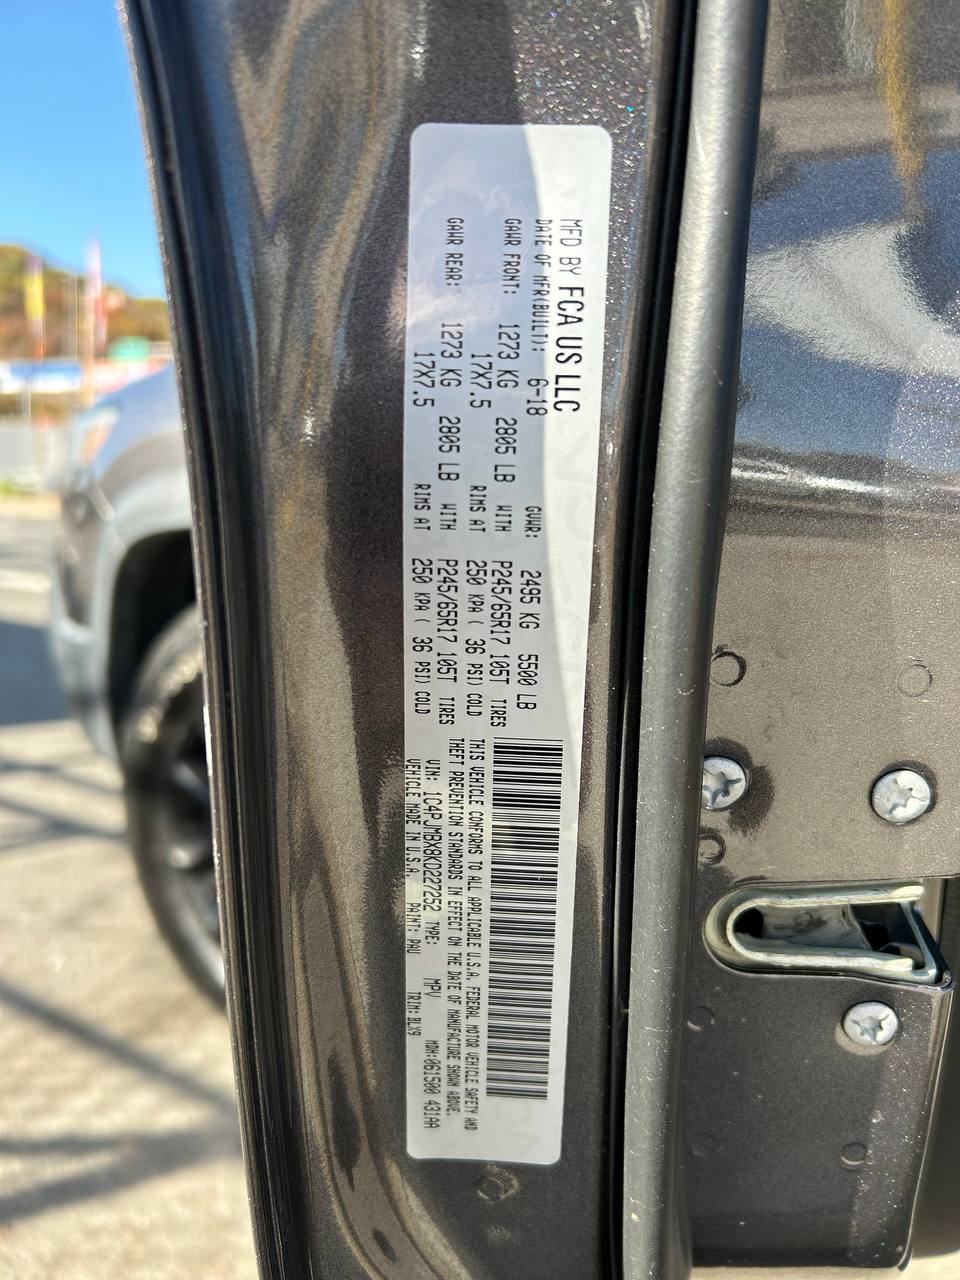 MFD BY FCA US LLC
DATE OF MFR(BUILT): 6-18 GVWR: 2495 KG 5500 LB
GAWR FRONT: 1273 KG 2805 LB WITH P245/65R17 105T TIRES
17X7.5 RIMS AT 250 KPA ( 36 PSI) COLD
GAWR REAR: 1273 KG 2805 LB WITH P245/65R17 105T TIRES
17X7.5 RIMS AT 250 KPA ( 36 PSI) COLD
THIS VEHICLE CONFORMS TO ALL APPLICABLE U.S.A. FEDERAL MOTOR VEHICLE SAFETY AND
THEFT PREVENTION STANDARDS IN EFFECT ON THE DATE OF MANUFACTURE SHOWN ABOVE.
VIN: 1C4PJMBX8KD227252 TYPE: MPV MDH:061500 431AA
VEHICLE MADE IN U.S.A. PAINT: PAU TRIM: BLX9